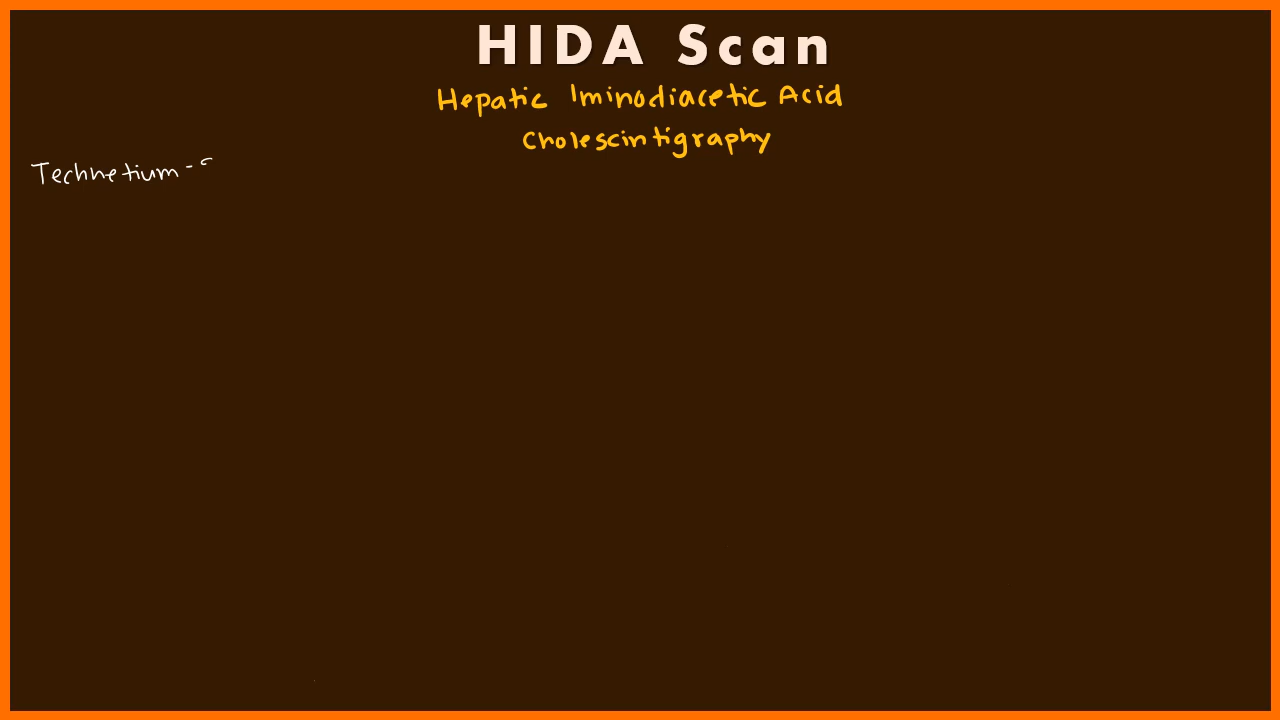 HIDA Scan
Hepatic Iminodiacetic Acid
Cholescintigraphy
Technetium -